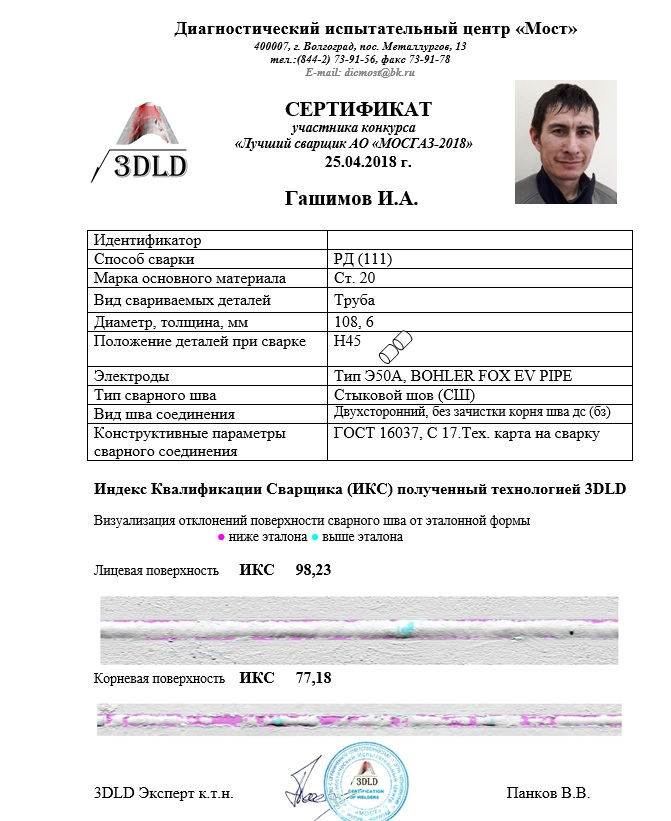 Диагностический испытательный центр «Мост»
400007, г. Волгоград, пос. Металлургов, 13
тел.:(844-2) 73-91-56, факс 73-91-78
E-mail: dicmost@bk.ru
3DLD
СЕРТИФИКАТ
участника конкурса
«Лучший сварщик АО «МОСГАЗ-2018»
25.04.2018 г.
Гашимов И.А.
Идентификатор
Способ сварки РД (111)
Марка основного материала Ст. 20
Вид свариваемых деталей Труба
Диаметр, толщина, мм 108, 6
Положение деталей при сварке Н45
Электроды Тип Э50А, BOHLER FOX EV PIPE
Тип сварного шва Стыковой шов (СШ)
Вид шва соединения Двухсторонний, без зачистки корня шва дс (бз)
Конструктивные параметры сварного соединения ГОСТ 16037, С 17.Тех. карта на сварку
Индекс Квалификации Сварщика (ИКС) полученный технологией 3DLD
Визуализация отклонений поверхности сварного шва от эталонной формы
ниже эталона выше эталона
Лицевая поверхность ИКС 98,23
Корневая поверхность ИКС 77,18
3DLD
CERTIFICATION
OF WELDERS
«МОСТ»
3DLD Эксперт к.т.н. Панков В.В.